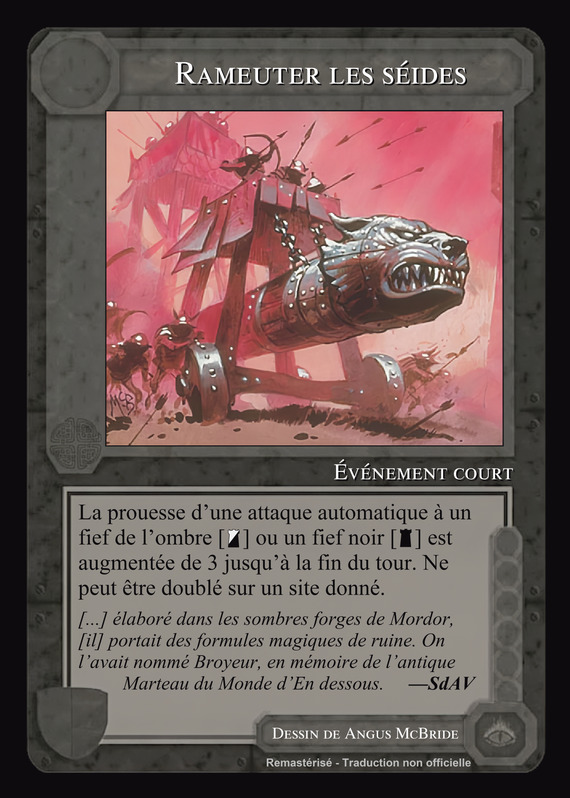 Rameuter les séides
McB
Événement court
La prouesse d'une attaque automatique à un
fief de l'ombre [ ] ou un fief noir [ ] est
augmentée de 3 jusqu'à la fin du tour. Ne
peut être doublé sur un site donné.
[...] élaboré dans les sombres forges de Mordor,
[il] portait des formules magiques de ruine. On
l'avait nommé Broyeur, en mémoire de l'antique
Marteau du Monde d'En dessous. —SdAV
Dessin de Angus McBride
Remastérisé - Traduction non officielle